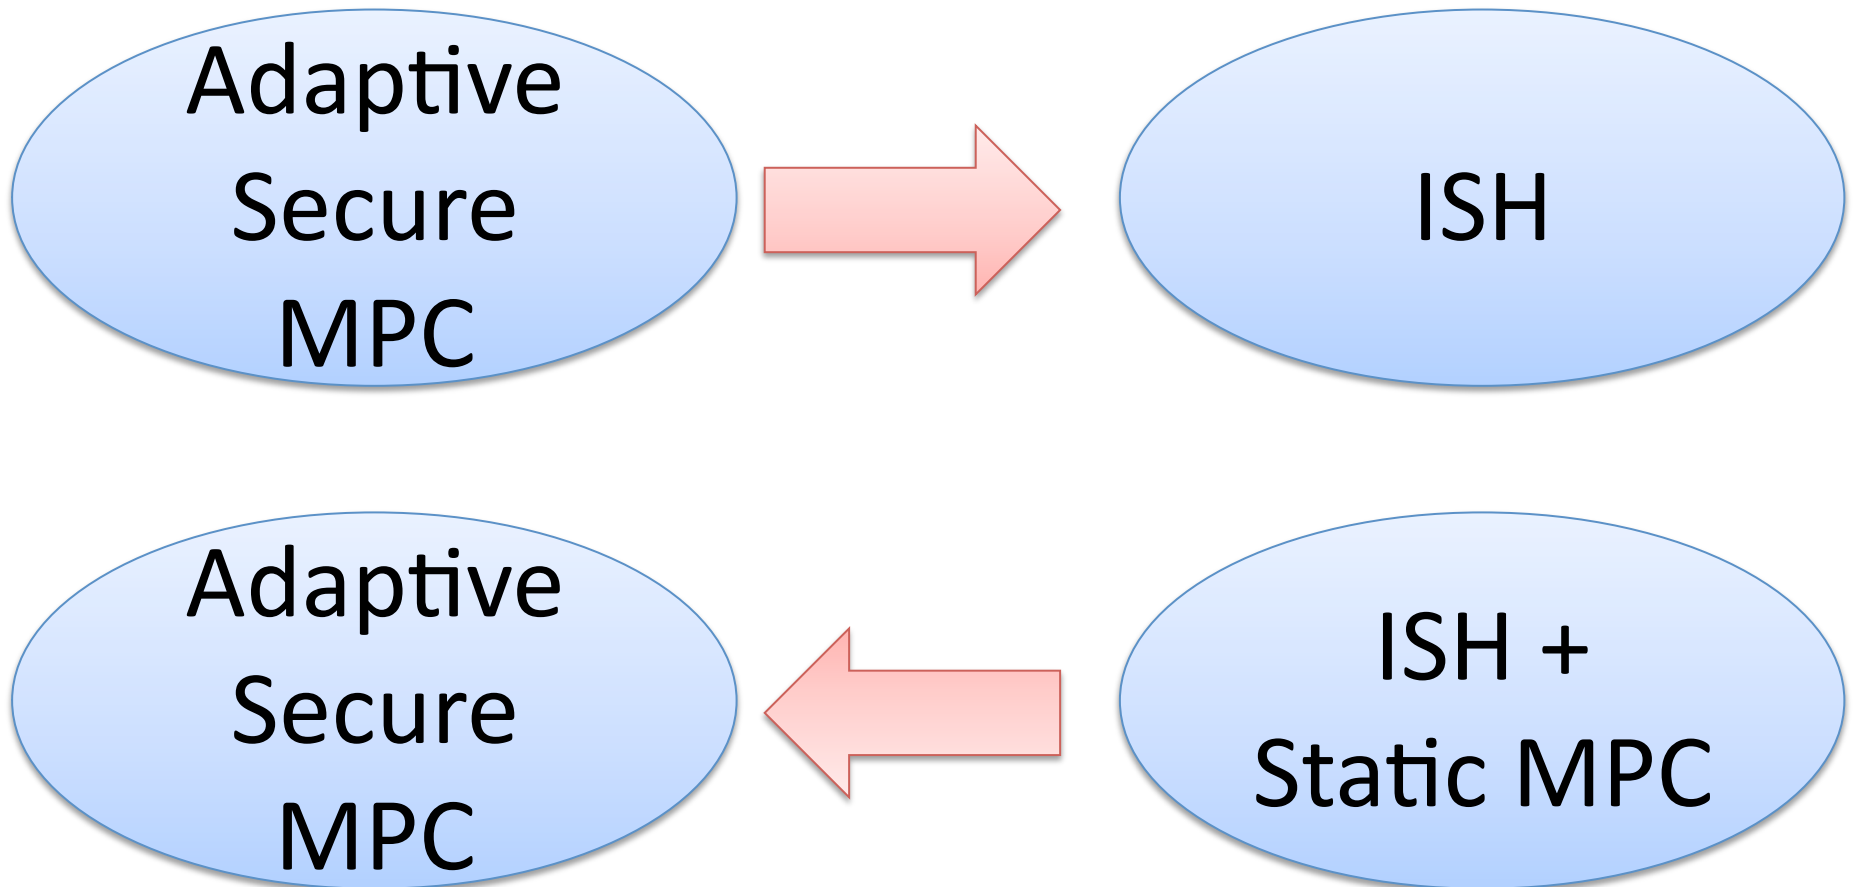 Adaptive
Secure
MPC
ISH
Adaptive
Secure
MPC
ISH +
Static MPC